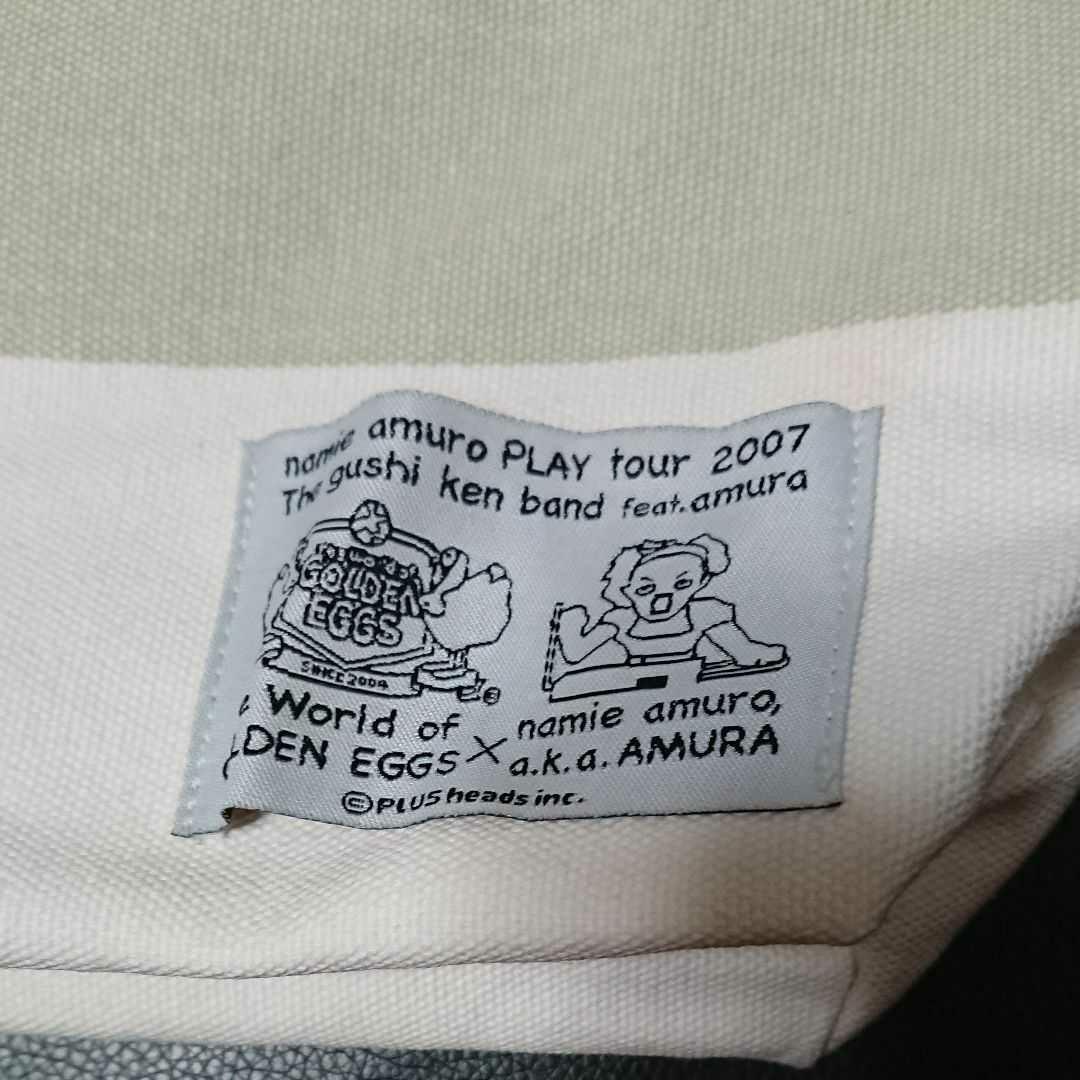 namie amuro PLAY tour 2007
The gushi ken band feat. amura
GOLDEN
EGGS
SINCE 2004
World of
DEN EGGS × namie amuro,
a.k.a. AMURA
©PLUS heads inc.